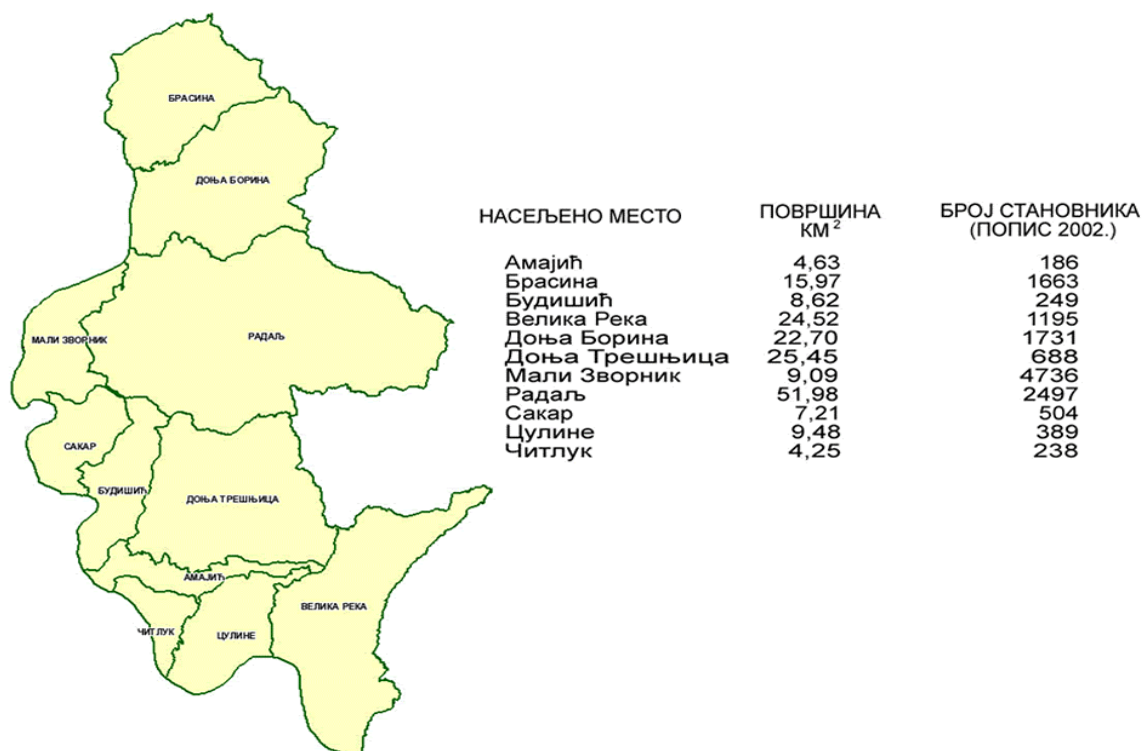 БРАСИНА
ДОЊА БОРИНА
МАЛИ ЗВОРНИК
РАДАЉ
САКАР
БУДИШИЋ
ДОЊА ТРЕШЊИЦА
АМАЈИЋ
ВЕЛИКА РЕКА
ЧИТЛУК
ЦУЛИНЕ
НАСЕЉЕНО МЕСТО ПОВРШИНА КМ² БРОЈ СТАНОВНИКА (ПОПИС 2002.)
Амајић 4,63 186
Брасина 15,97 1663
Будишић 8,62 249
Велика Река 24,52 1195
Доња Борина 22,70 1731
Доња Трешњица 25,45 688
Мали Зворник 9,09 4736
Радаљ 51,98 2497
Сакар 7,21 504
Цулине 9,48 389
Читлук 4,25 238